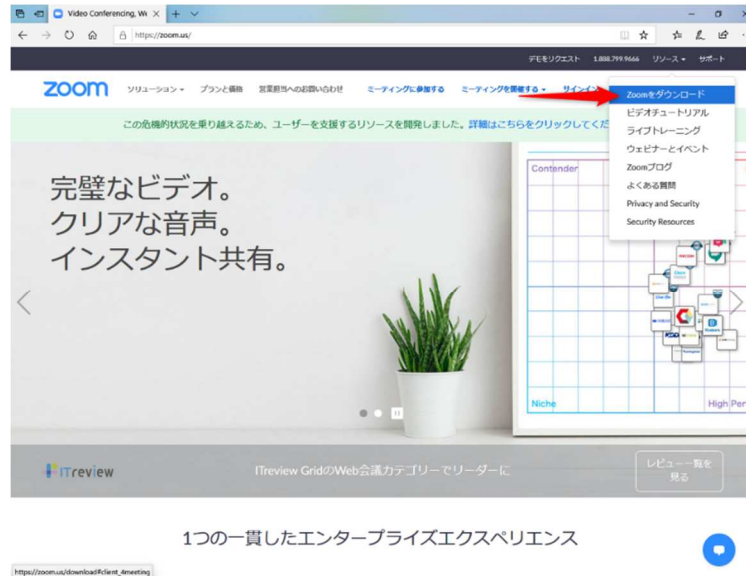 Video Conferencing, We
https://zoom.us/
デモをリクエスト 1.888.799.9666 リソース サポート
zoom ソリューション プランと価格 営業担当へのお問い合わせ ミーティングに参加する ミーティングを開催する サインイン
Zoomをダウンロード
ビデオチュートリアル
ライブトレーニング
ウェビナーとイベント
Zoomブログ
よくある質問
Privacy and Security
Security Resources
この危機的状況を乗り越えるため、ユーザーを支援するリソースを開発しました。詳細はこちらをクリックしてくだ
完璧なビデオ。
クリアな音声。
インスタント共有。
Contender
Niche
High Per
ITreview
ITreview GridのWeb会議カテゴリーでリーダーに
レビュー一覧を
見る
1つの一貫したエンタープライズエクスペリエンス
https://zoom.us/download#client_4meeting